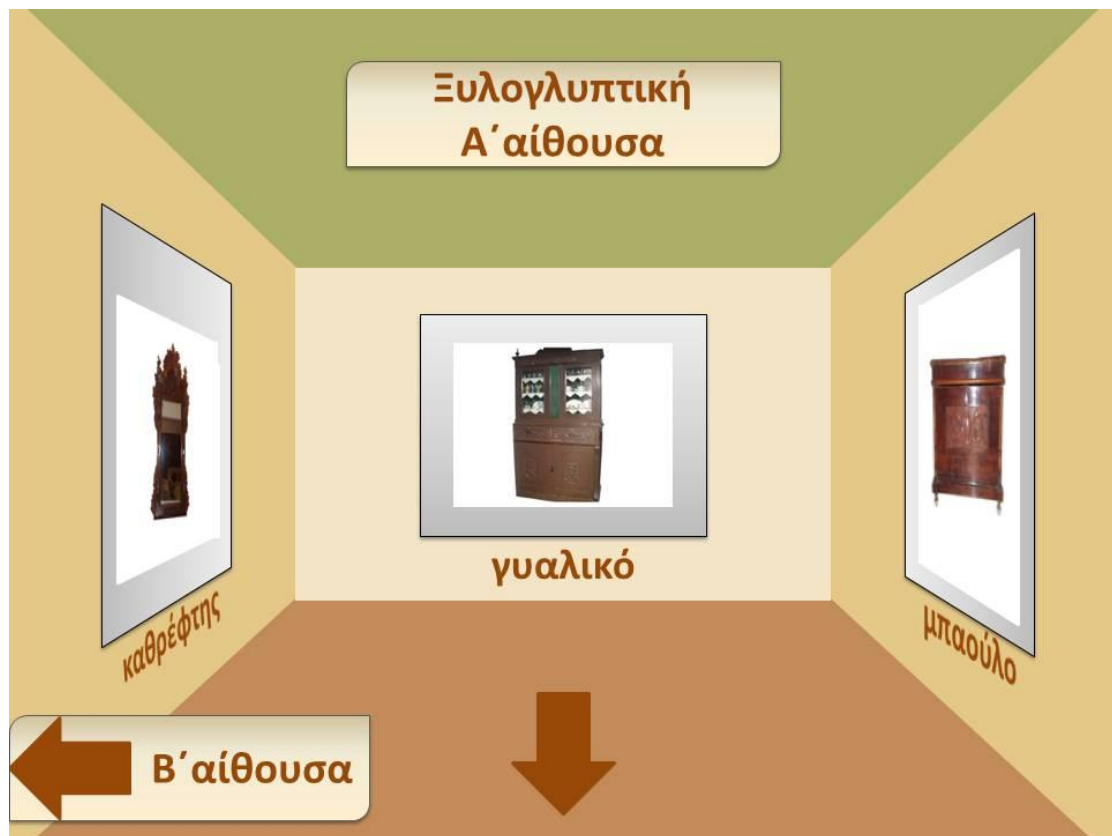 Ξυλογλυπτική
Α΄αίθουσα
γυαλικό
καθρέφτης
μπαούλο
Β΄αίθουσα